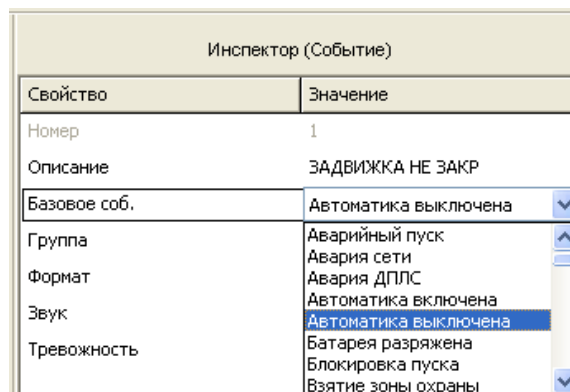 Инспектор (Событие)
Свойство Значение
Номер 1
Описание ЗАДВИЖКА НЕ ЗАКР
Базовое соб. Автоматика выключена
Группа
Формат
Звук
Тревожность
Аварийный пуск
Авария сети
Авария ДПЛС
Автоматика включена
Автоматика выключена
Батарея разряжена
Блокировка пуска
Взятие зоны охраны